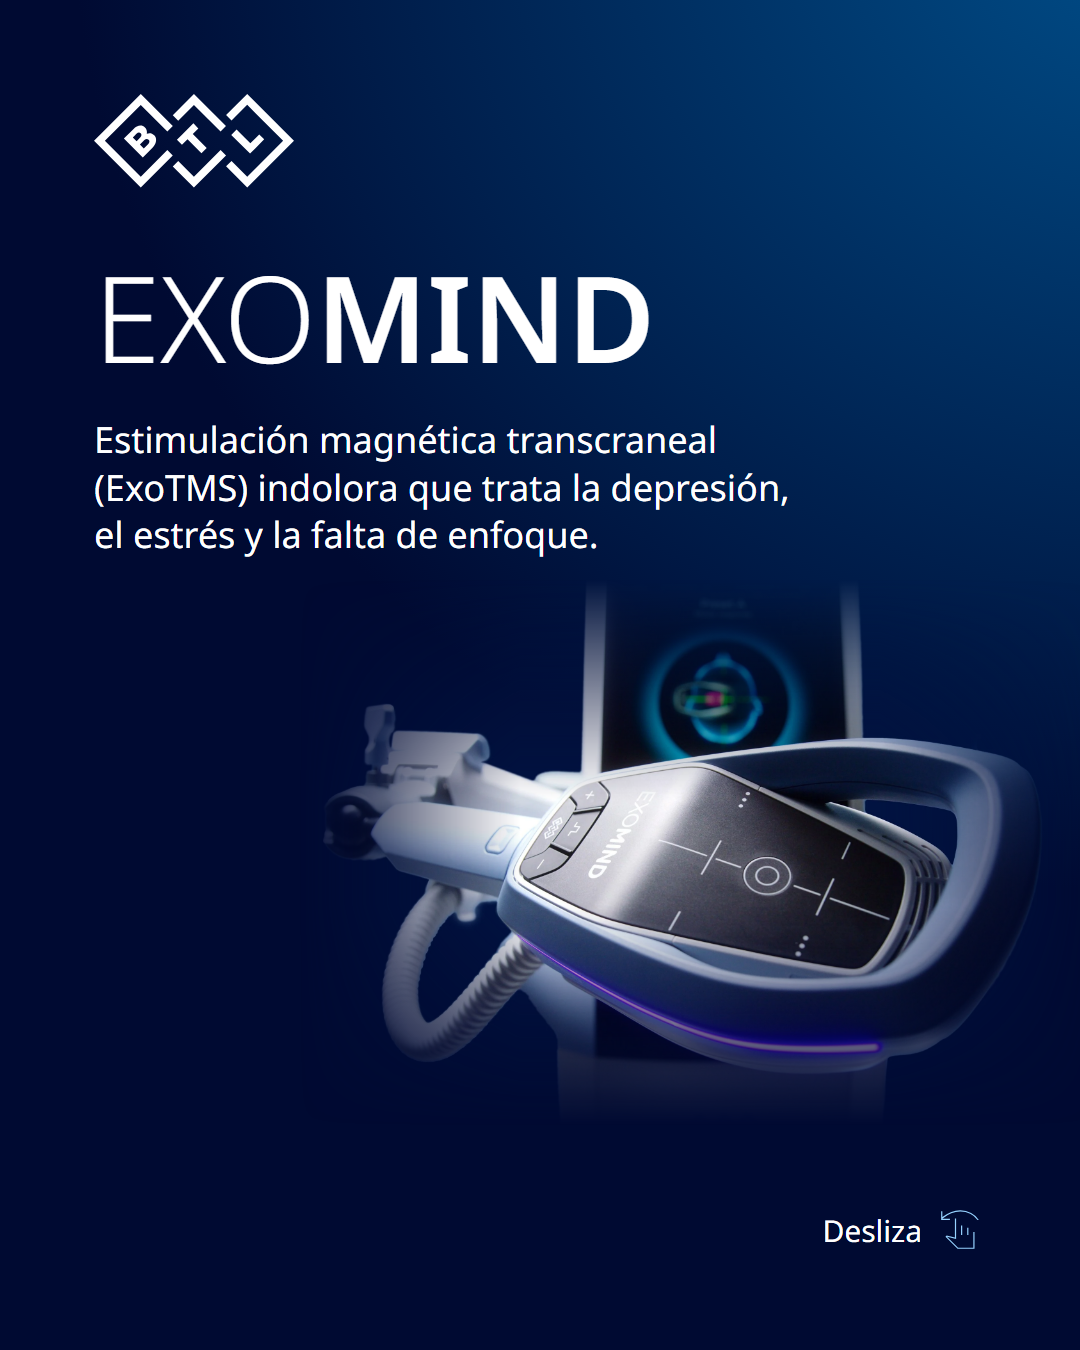 BTL
EXOMIND
Estimulación magnética transcraneal
(ExoTMS) indolora que trata la depresión,
el estrés y la falta de enfoque.
EXOMIND
Desliza